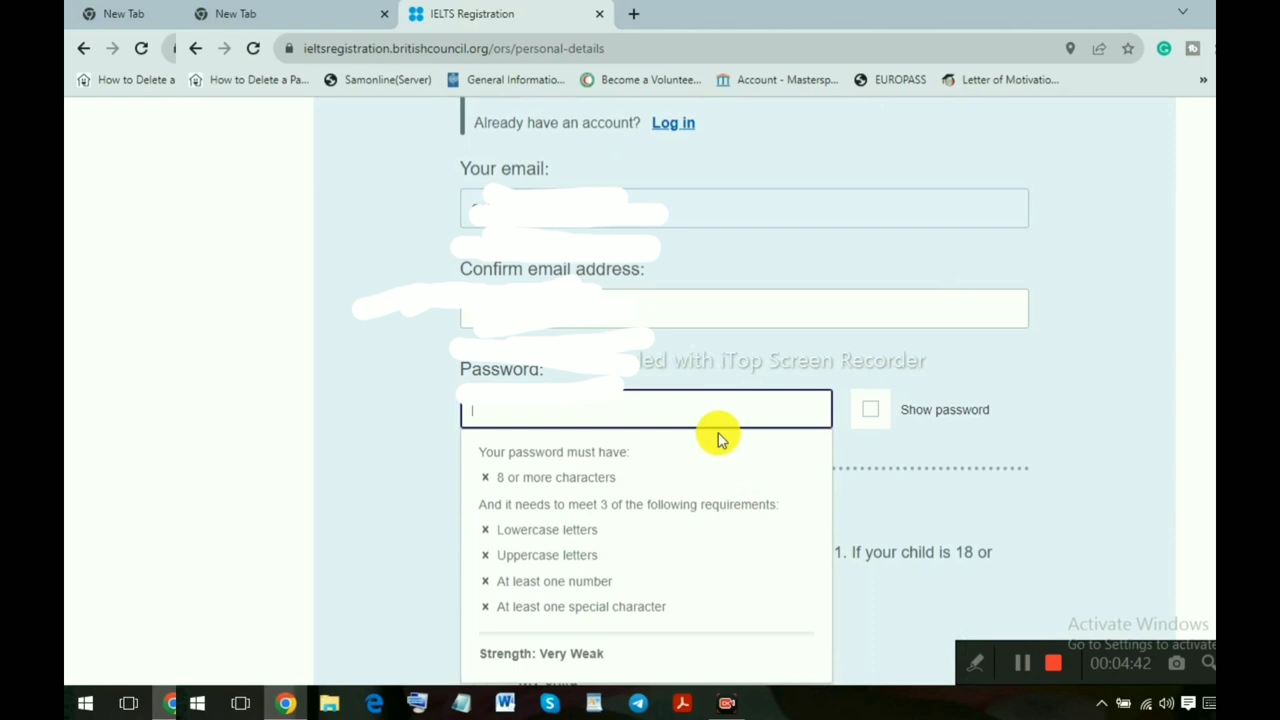 New Tab
New Tab
IELTS Registration
ieltsregistration.britishcouncil.org/ors/personal-details
How to Delete a
How to Delete a Pa...
Samonline(Server)
General Informatio...
Become a Voluntee...
Account - Mastersp...
EUROPASS
Letter of Motivatio...
Already have an account? Log in
Your email:
Confirm email address:
led with iTop Screen Recorder
Password:
Show password
Your password must have:
x 8 or more characters
And it needs to meet 3 of the following requirements:
x Lowercase letters
x Uppercase letters
1. If your child is 18 or
x At least one number
x At least one special character
Activate Windows
Go to Settings to activate
Strength: Very Weak
00:04:42